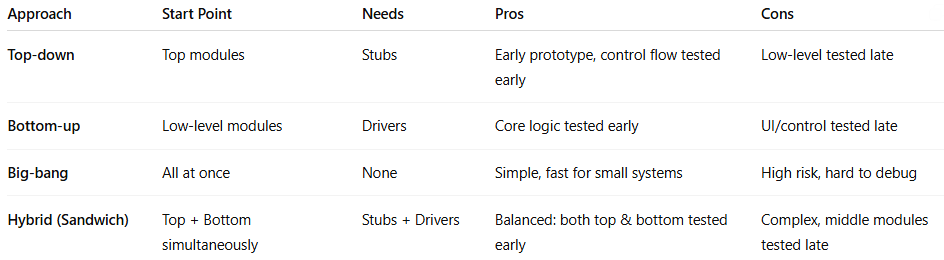 Approach Start Point Needs Pros Cons
Top-down Top modules Stubs Early prototype, control flow tested Low-level tested late
early
Bottom-up Low-level modules Drivers Core logic tested early UI/control tested late
Big-bang All at once None Simple, fast for small systems High risk, hard to debug
Hybrid (Sandwich) Top + Bottom Stubs + Drivers Balanced: both top & bottom tested Complex, middle modules
simultaneously early tested late